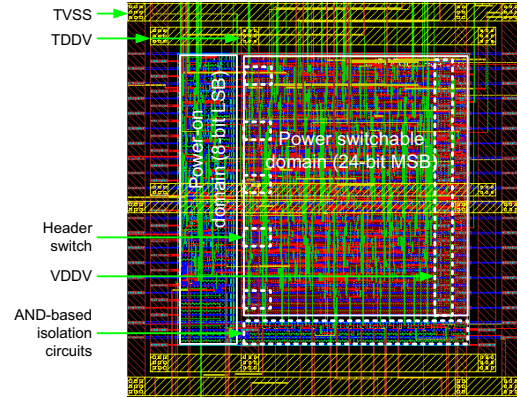 TVSS
TDDV
Power-on
domain (8-bit LSB)
Power switchable
domain (24-bit MSB)
Header
switch
VDDV
AND-based
isolation
circuits